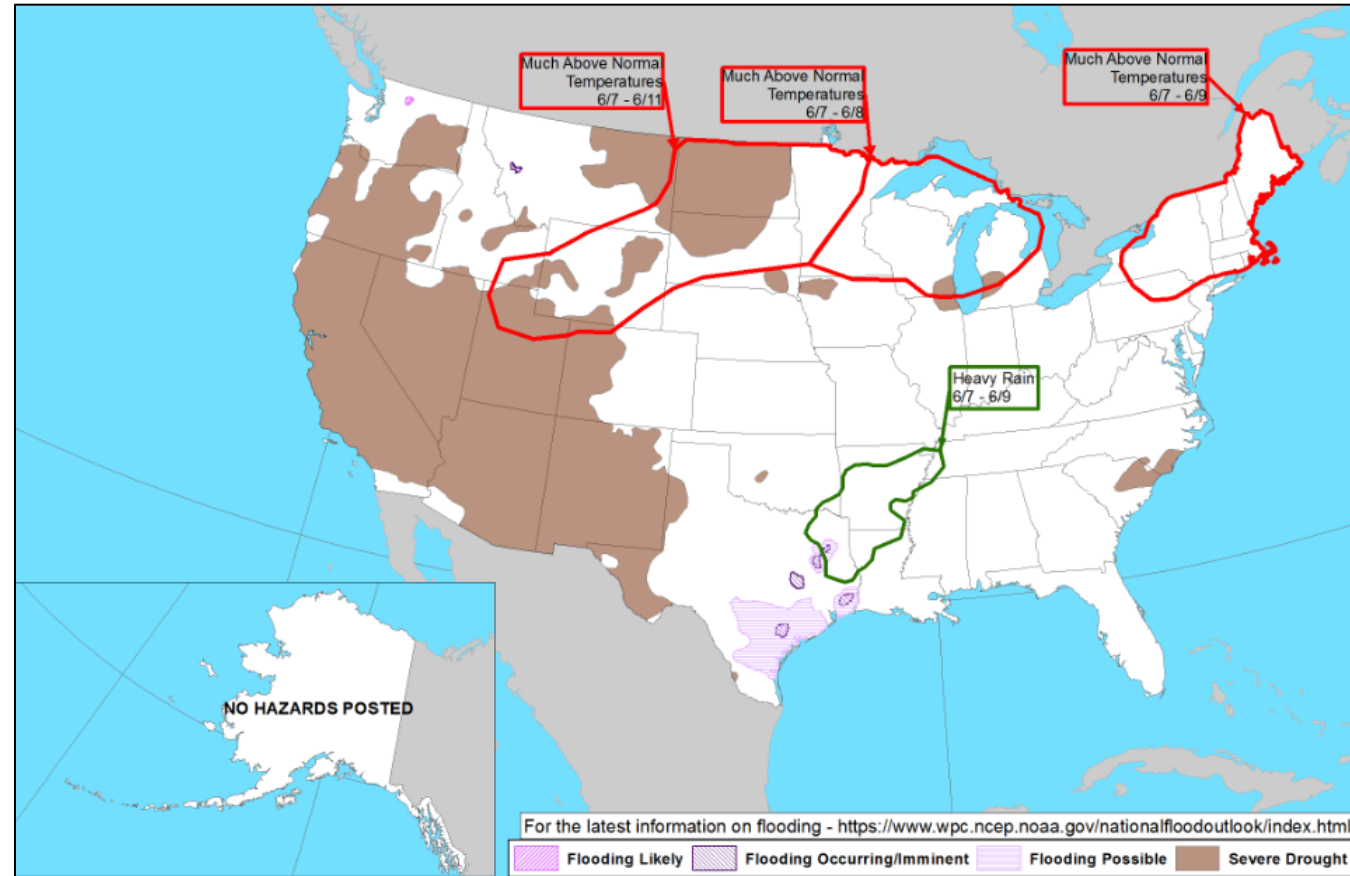 Much Above Normal
Temperatures
6/7 - 6/11
Much Above Normal
Temperatures
6/7 - 6/8
Much Above Normal
Temperatures
6/7 - 6/9
Heavy Rain
6/7 - 6/9
NO HAZARDS POSTED
For the latest information on flooding - https://www.wpc.ncep.noaa.gov/nationalfloodoutlook/index.html
Flooding Likely
Flooding Occurring/Imminent
Flooding Possible
Severe Drought